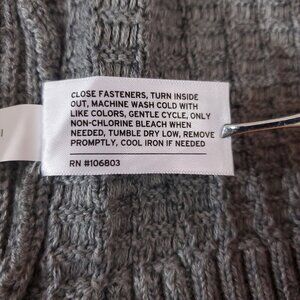 CLOSE FASTENERS, TURN INSIDE
OUT, MACHINE WASH COLD WITH
LIKE COLORS, GENTLE CYCLE, ONLY
NON-CHLORINE BLEACH WHEN
NEEDED, TUMBLE DRY LOW, REMOVE
PROMPTLY, COOL IRON IF NEEDED
RN #106803